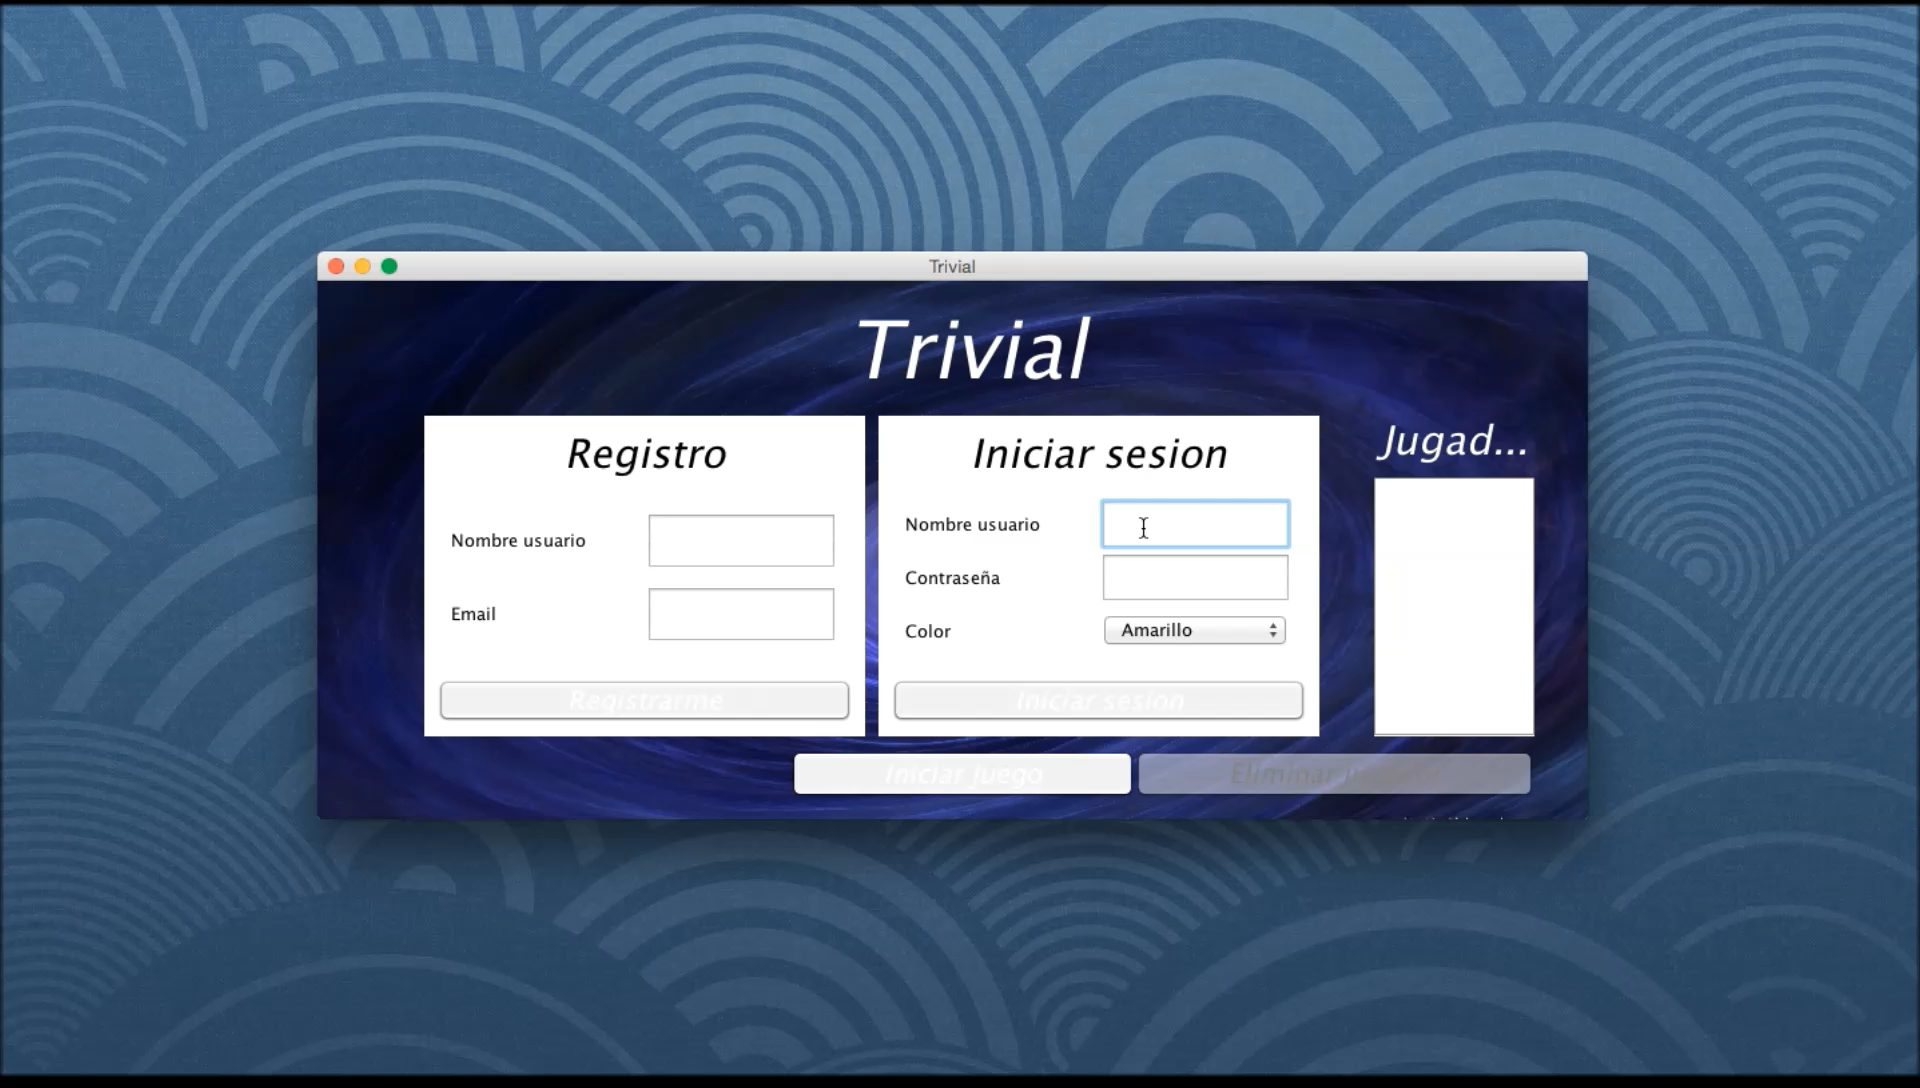 Trivial
Trivial
Registro
Nombre usuario
Email
Registrarme
Iniciar sesion
Nombre usuario
Contraseña
Color
Amarillo
Iniciar sesion
Jugad...
Iniciar juego
Eliminar